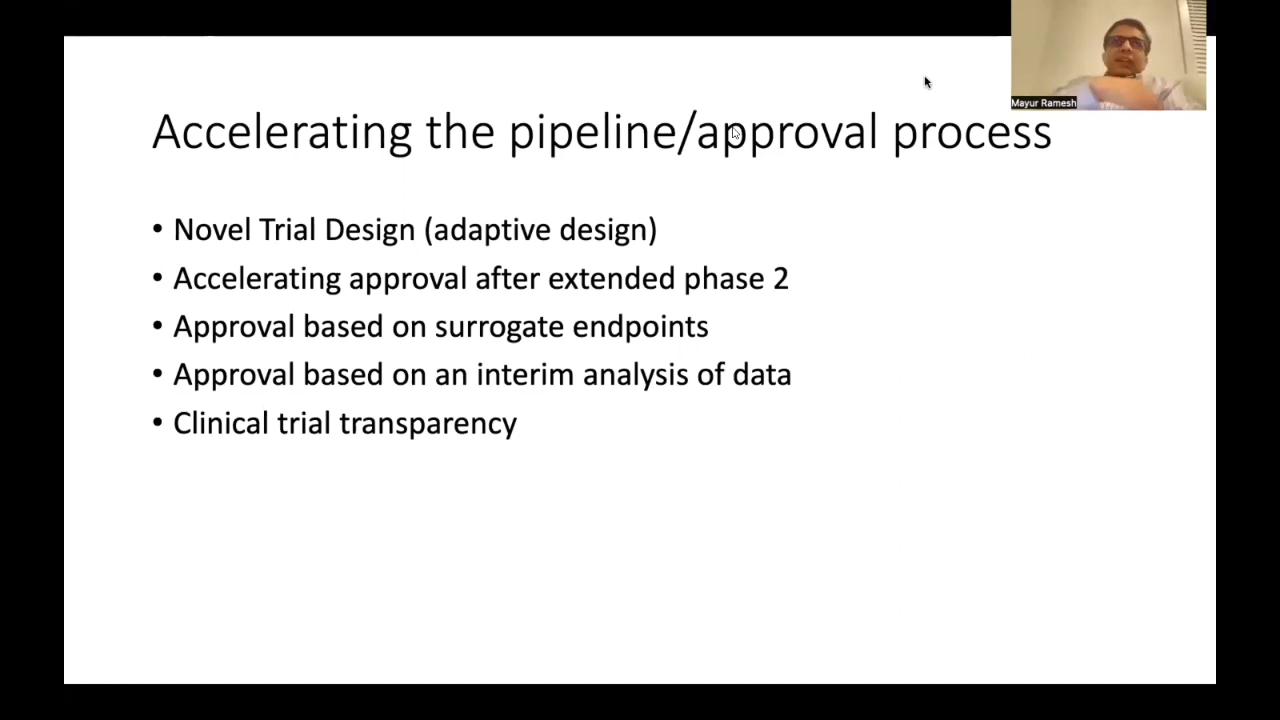 Mayur Ramesh
Accelerating the pipeline/approval process
• Novel Trial Design (adaptive design)
• Accelerating approval after extended phase 2
• Approval based on surrogate endpoints
• Approval based on an interim analysis of data
• Clinical trial transparency